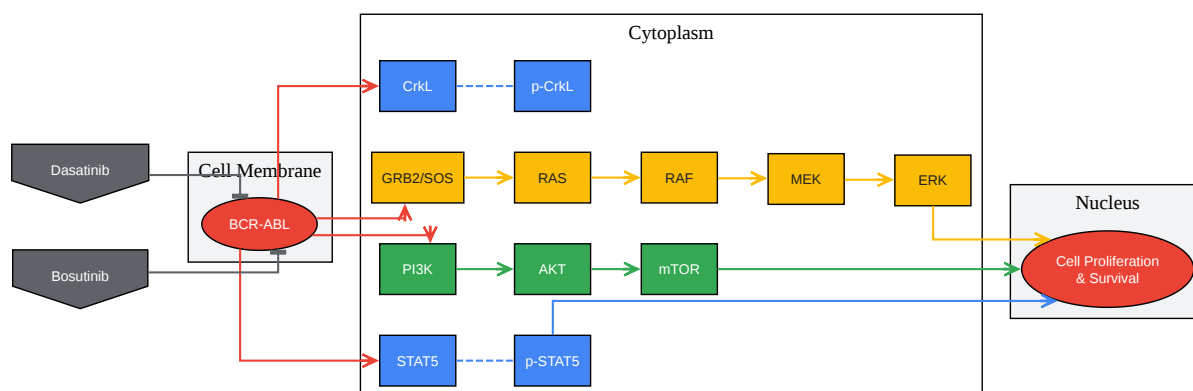 Cytoplasm
CrkL
p-CrkL
Dasatinib
Cell Membrane
GRB2/SOS
RAS
RAF
MEK
ERK
BCR-ABL
Nucleus
Bosutinib
PI3K
AKT
mTOR
Cell Proliferation
& Survival
STAT5
p-STAT5